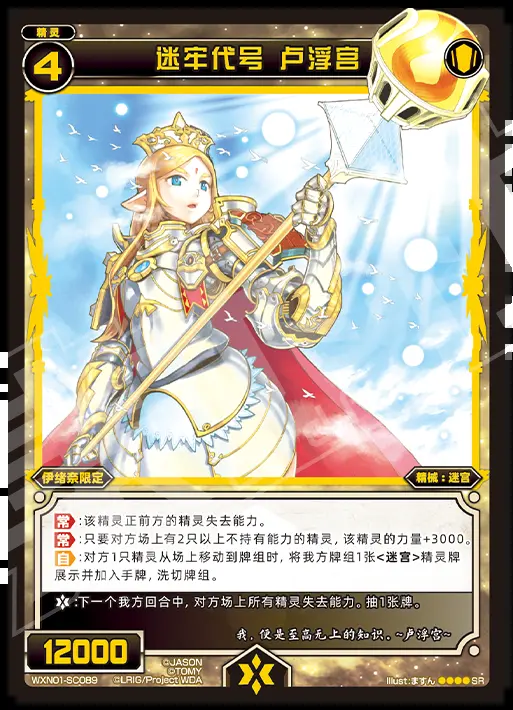 精灵
4
迷牢代号 卢浮宫
伊绪奈限定
精械：迷宫
常:该精灵正前方的精灵失去能力。
常:只要对方场上有2只以上不持有能力的精灵，该精灵的力量+3000。
自:对方1只精灵从场上移动到牌组时，将我方牌组1张<迷宫>精灵牌
展示并加入手牌，洗切牌组。
:下一个我方回合中，对方场上所有精灵失去能力。抽1张牌。
我，便是至高无上的知识。~卢浮宫~
12000
©JASON
©TOMY
WXN01-SC089 ©LRIG/Project WDA
Illust:ますん SR